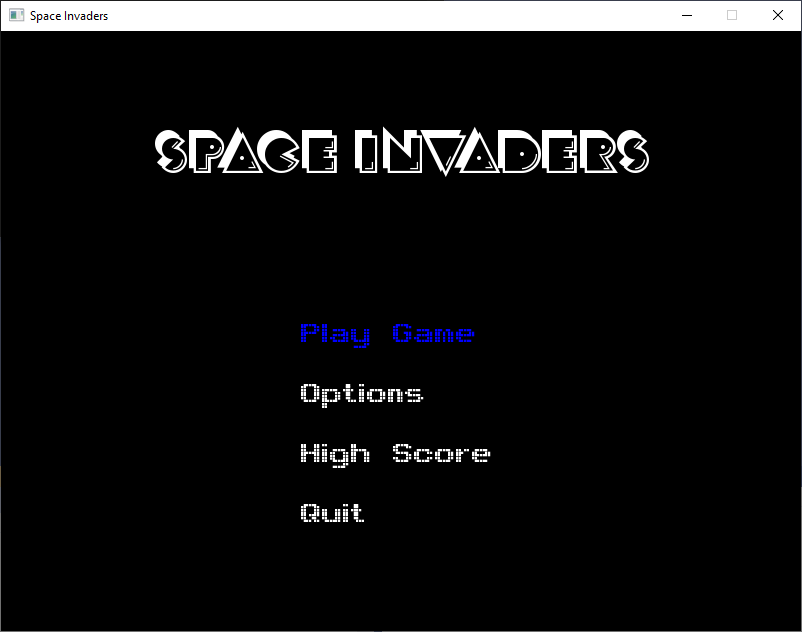 Space Invaders
SPACE INVADERS
Play Game
Options
High Score
Quit